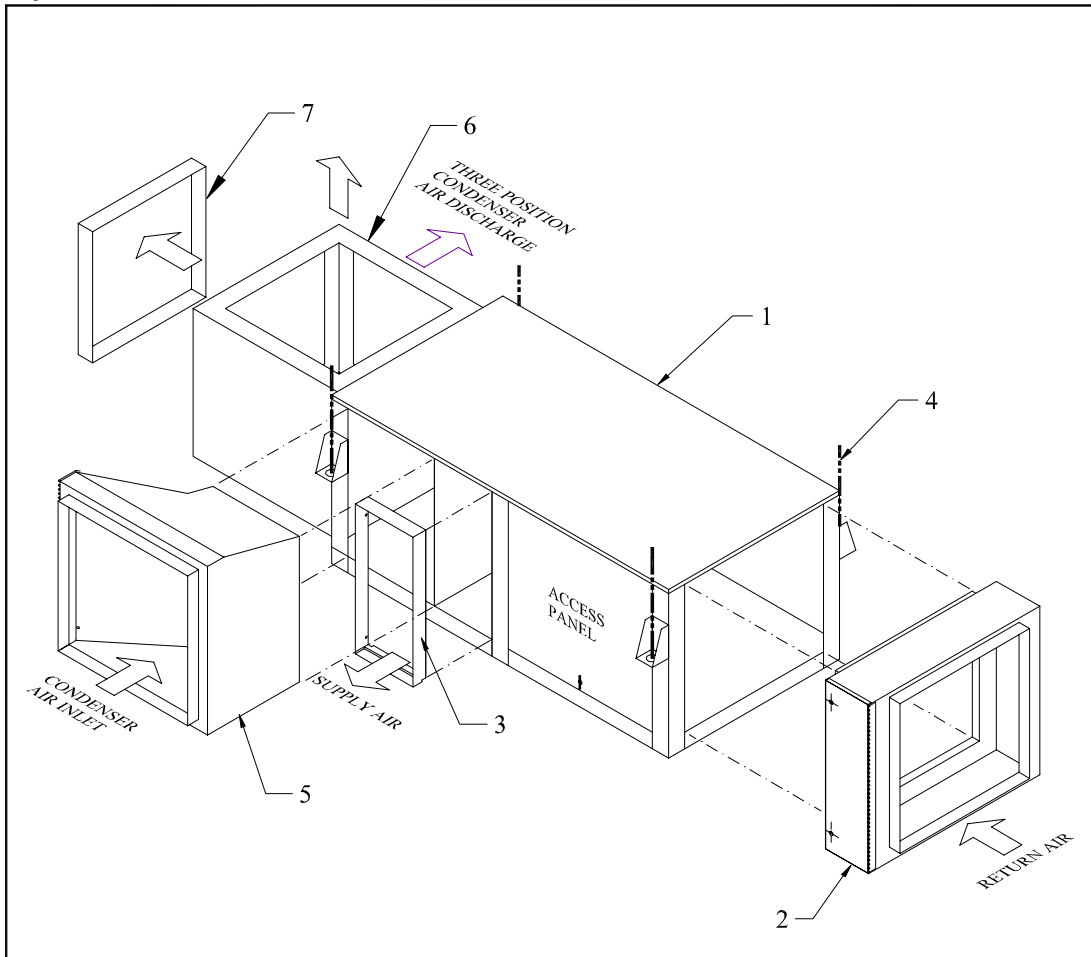 7
6
THREE POSITION
CONDENSER
AIR DISCHARGE
1
4
ACCESS
PANEL
CONDENSER
AIR INLET
SUPPLY AIR
3
5
RETURN AIR
2